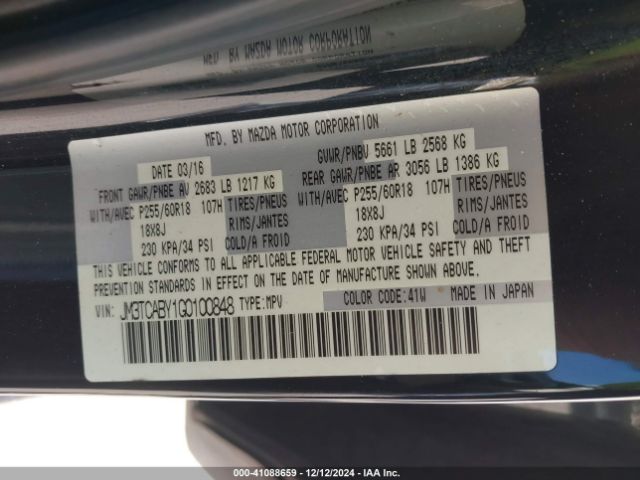 MFD. BY MAZDA MOTOR CORPORATION
MFD. BY MAZDA MOTOR CORPORATION
DATE 03/16 GVWR/PNBV 5661 LB 2568 KG
FRONT GAWR/PNBE AV 2683 LB 1217 KG REAR GAWR/PNBE AR 3056 LB 1386 KG
WITH/AVEC P255/60R18 107H TIRES/PNEUS WITH/AVEC P255/60R18 107H TIRES/PNEUS
18X8J RIMS/JANTES 18X8J RIMS/JANTES
230 KPA/34 PSI COLD/A FROID 230 KPA/34 PSI COLD/A FROID
THIS VEHICLE CONFORMS TO ALL APPLICABLE FEDERAL MOTOR VEHICLE SAFETY AND THEFT
PREVENTION STANDARDS IN EFFECT ON THE DATE OF MANUFACTURE SHOWN ABOVE.
VIN: JM3TCABY1G0100848 TYPE:MPV COLOR CODE:41W MADE IN JAPAN
000-41088659 - 12/12/2024 - IAA Inc.